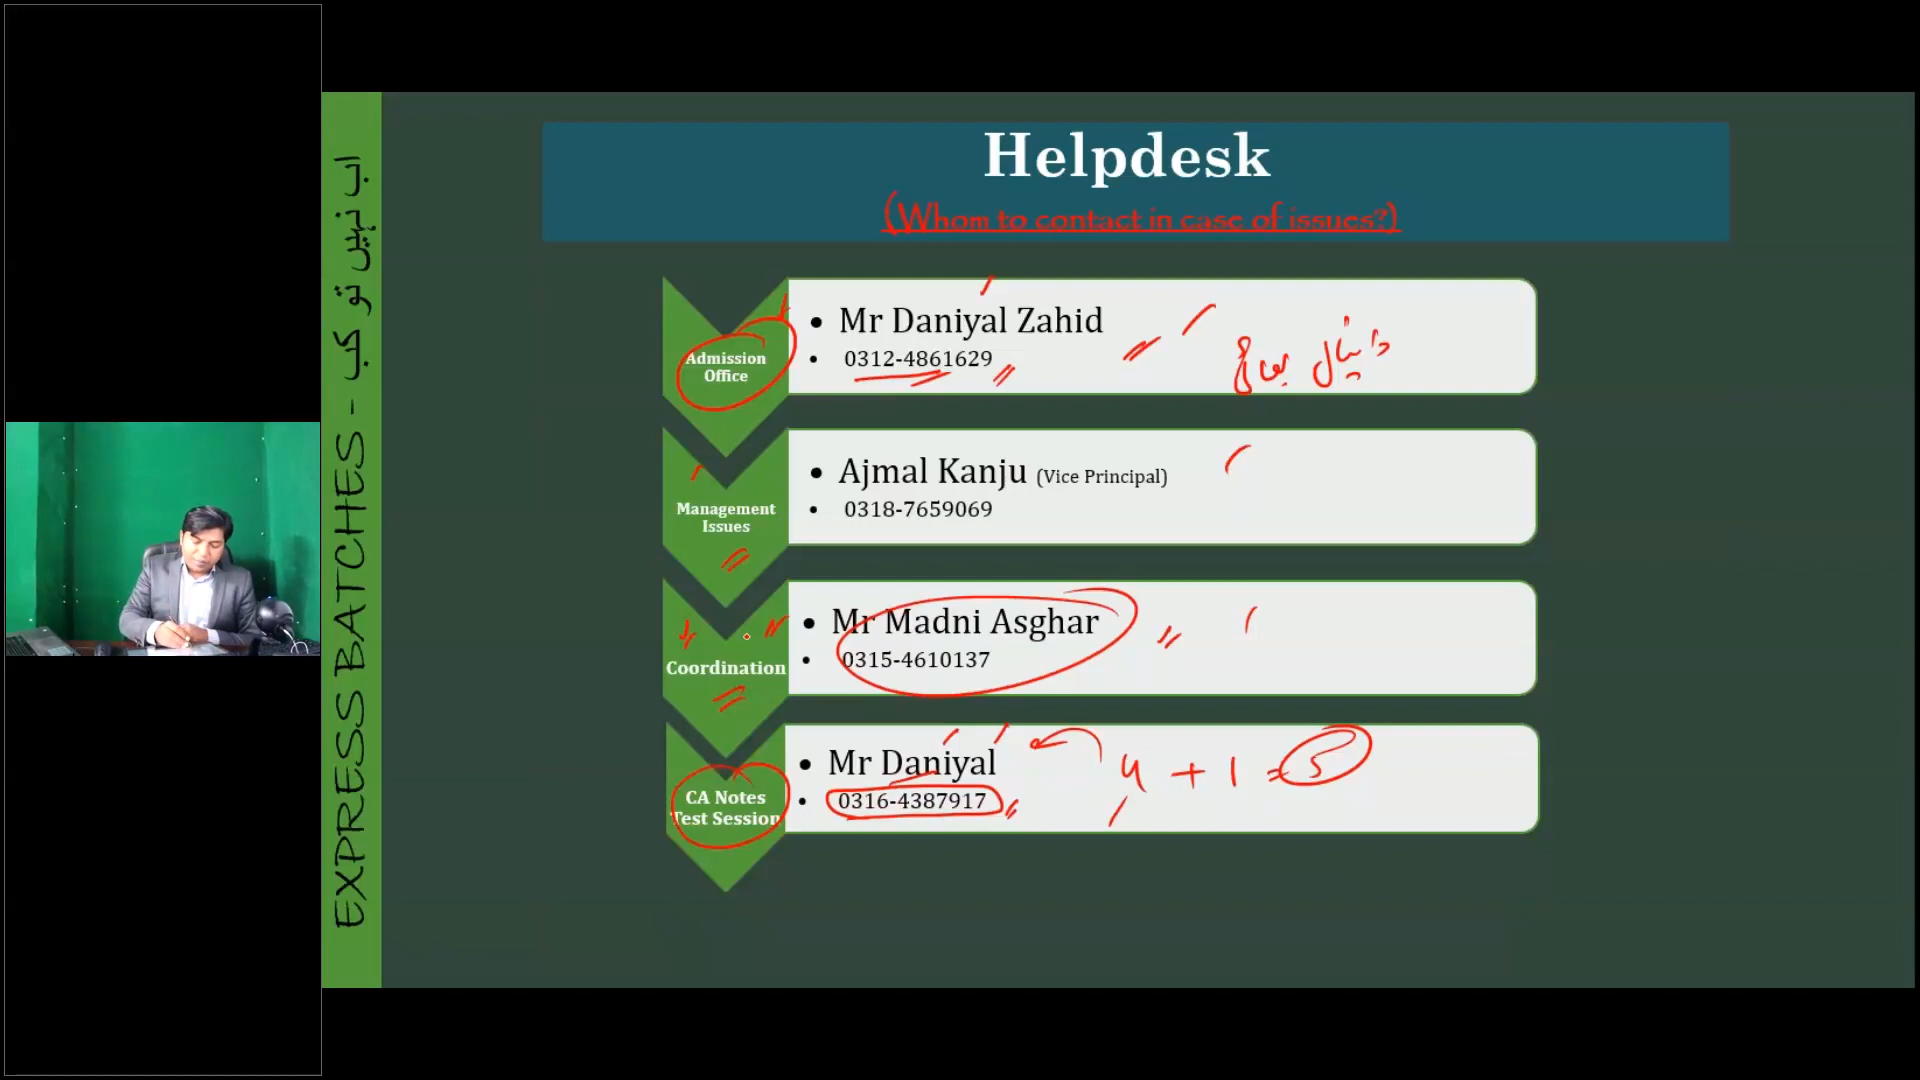 اب نہیں تو کب - EXPRESS BATCHES
Helpdesk
(Whom to contact in case of issues?)
Admission
Office
• Mr Daniyal Zahid
• 0312-4861629
دانیال بھائی
Management
Issues
• Ajmal Kanju (Vice Principal)
• 0318-7659069
Coordination
• Mr Madni Asghar
• 0315-4610137
CA Notes
Test Session
• Mr Daniyal
• 0316-4387917
4 + 1 = 5